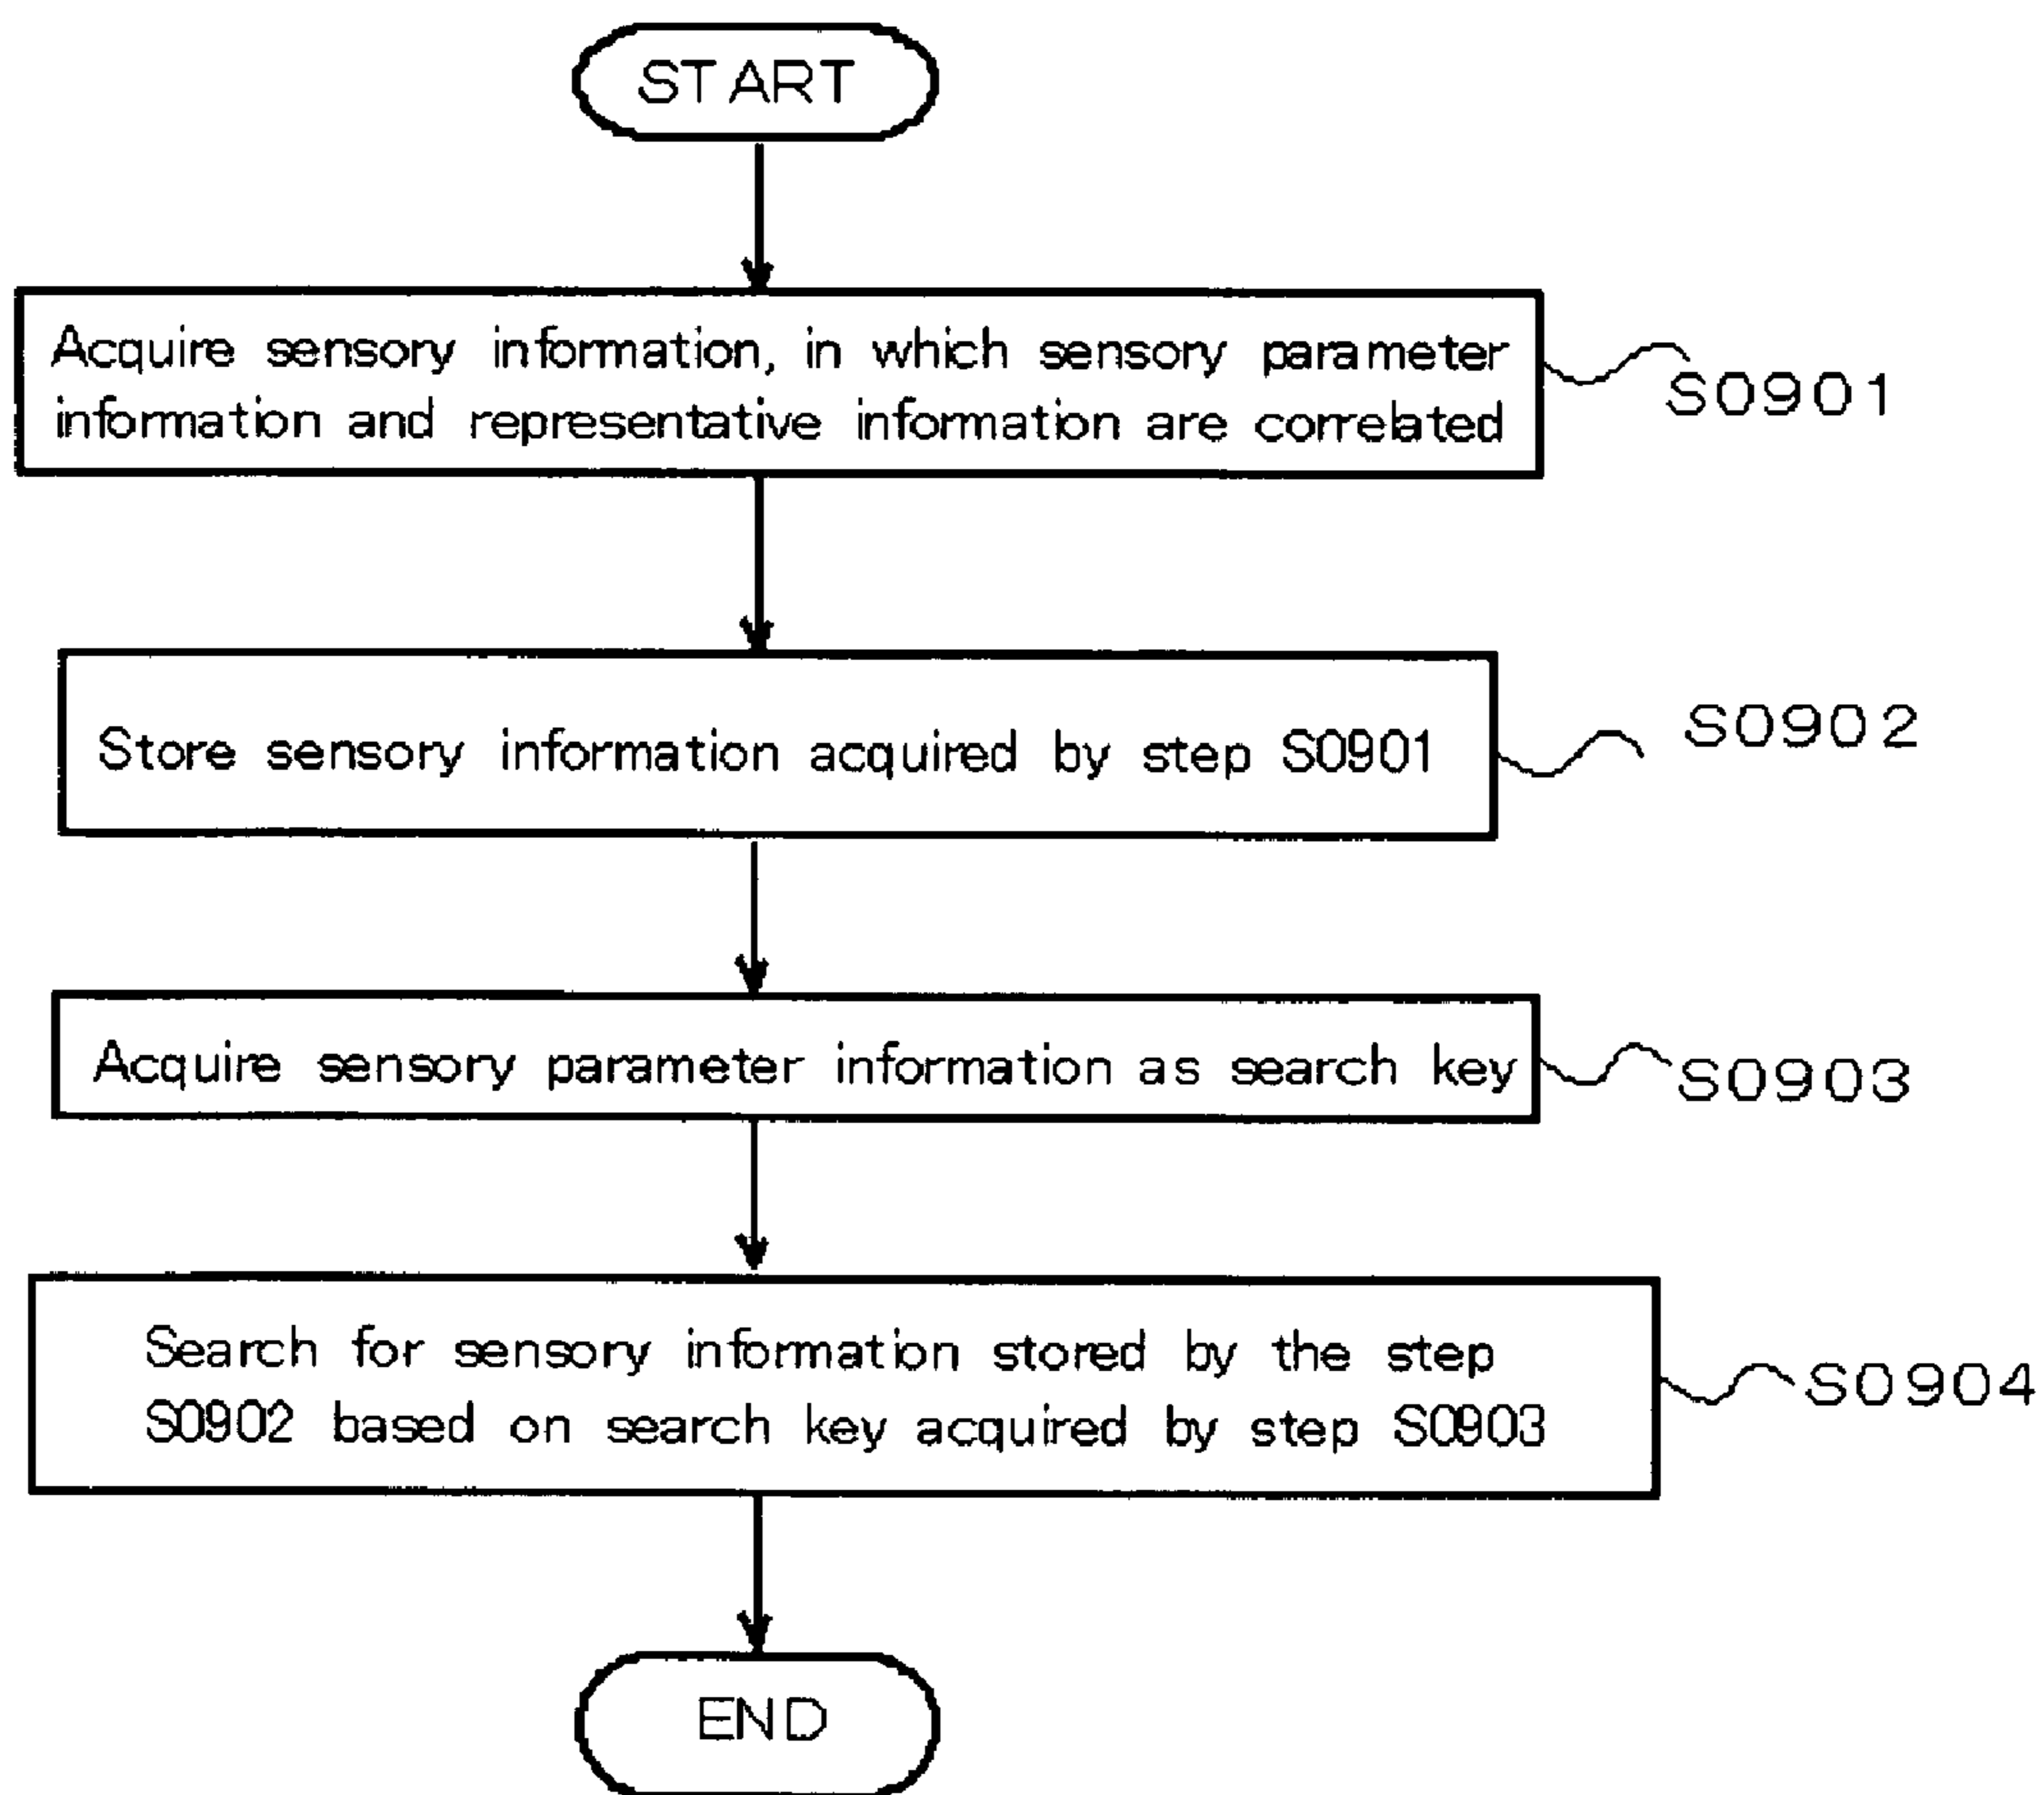 START
Acquire sensory information, in which sensory parameter
information and representative information are correlated
S0901
Store sensory information acquired by step S0901
S0902
Acquire sensory parameter information as search key
S0903
Search for sensory information stored by the step
S0902 based on search key acquired by step S0903
S0904
END